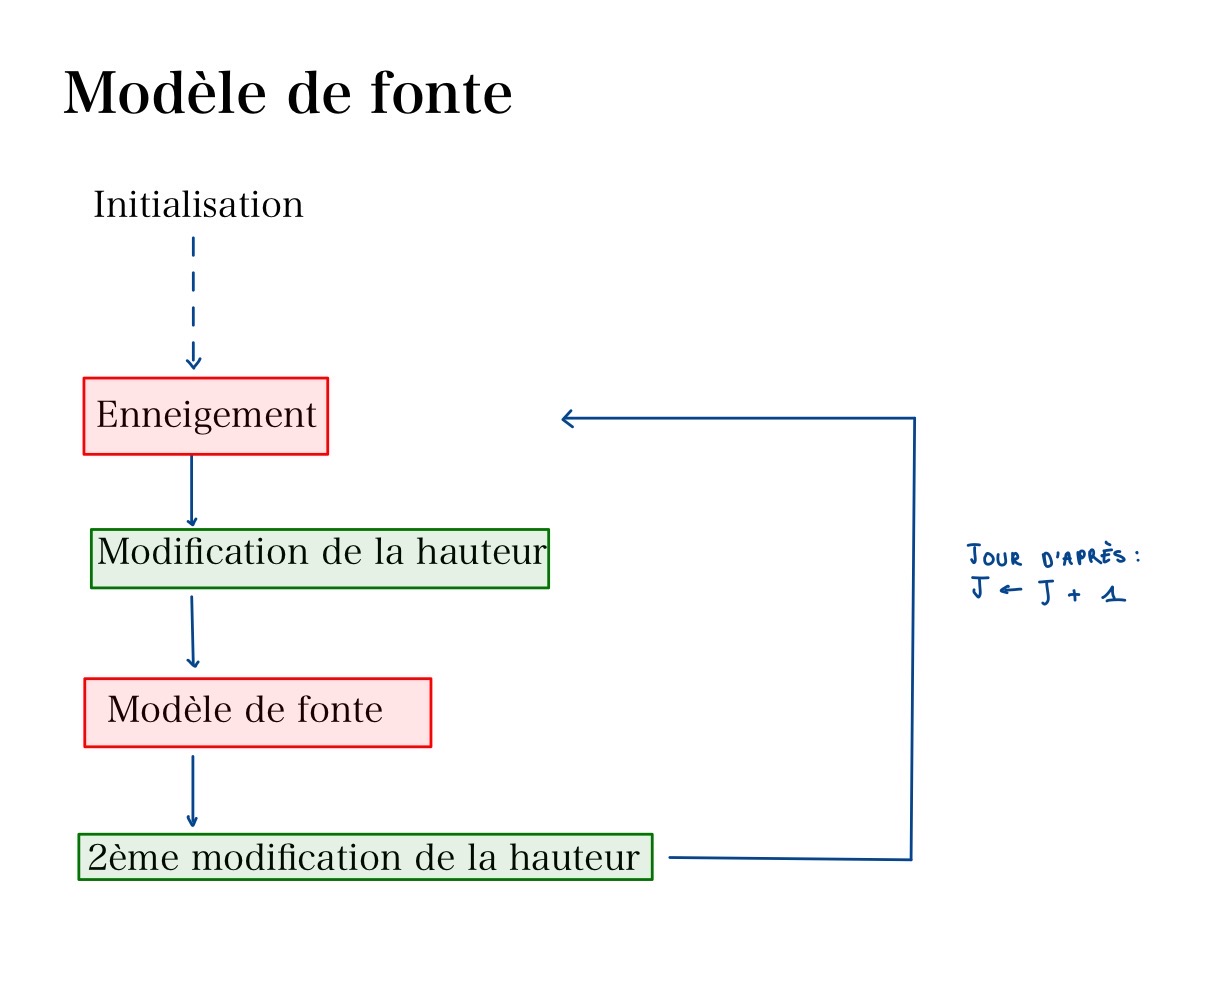 Modèle de fonte
Initialisation
Enneigement
Modification de la hauteur
JOUR D'APRÈS :
J ← J + 1
Modèle de fonte
2ème modification de la hauteur